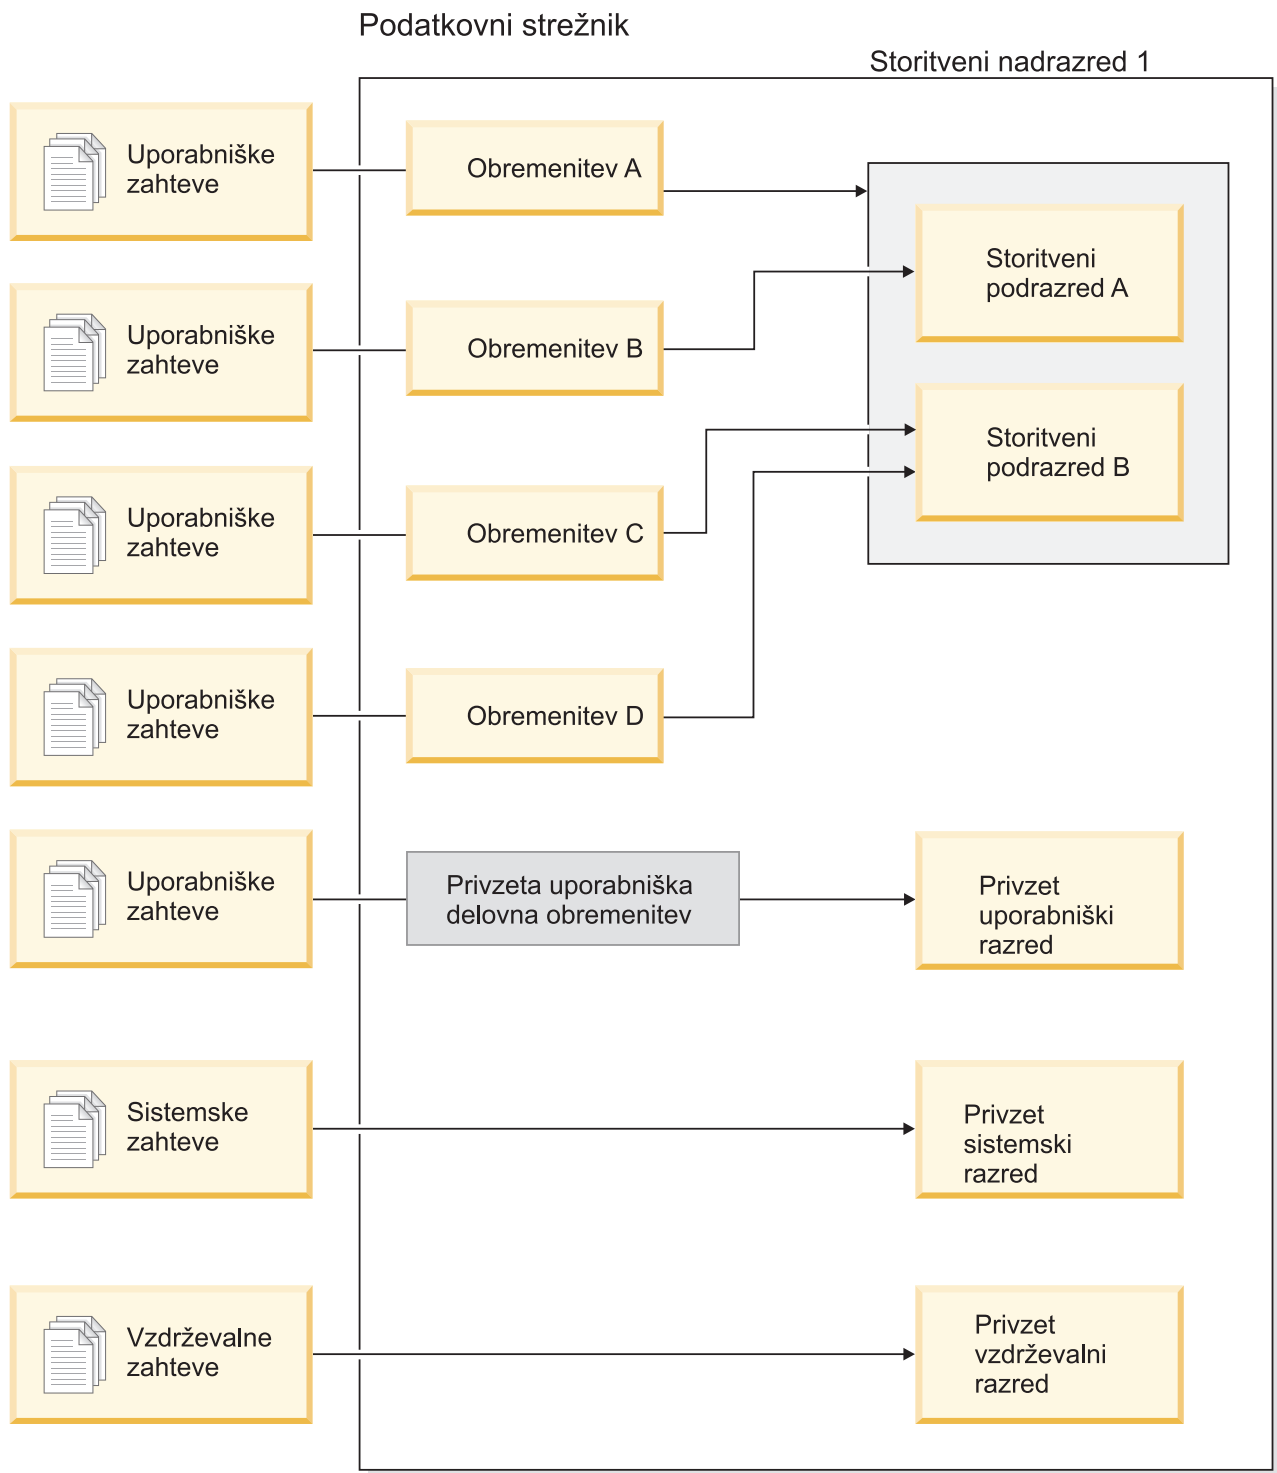 Podatkovni strežnik
Storitveni nadrazred 1
Uporabniške
zahteve
Obremenitev A
Storitveni
podrazred A
Uporabniške
zahteve
Obremenitev B
Storitveni
podrazred B
Uporabniške
zahteve
Obremenitev C
Uporabniške
zahteve
Obremenitev D
Uporabniške
zahteve
Privzeta uporabniška
delovna obremenitev
Privzet
uporabniški
razred
Sistemske
zahteve
Privzet
sistemski
razred
Vzdrževalne
zahteve
Privzet
vzdrževalni
razred